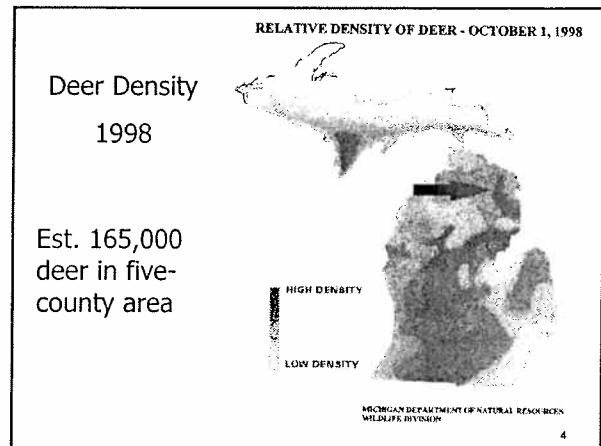 RELATIVE DENSITY OF DEER - OCTOBER 1, 1998
Deer Density
1998
Est. 165,000
deer in five-
county area
HIGH DENSITY
LOW DENSITY
MICHIGAN DEPARTMENT OF NATURAL RESOURCES
WILDLIFE DIVISION
4